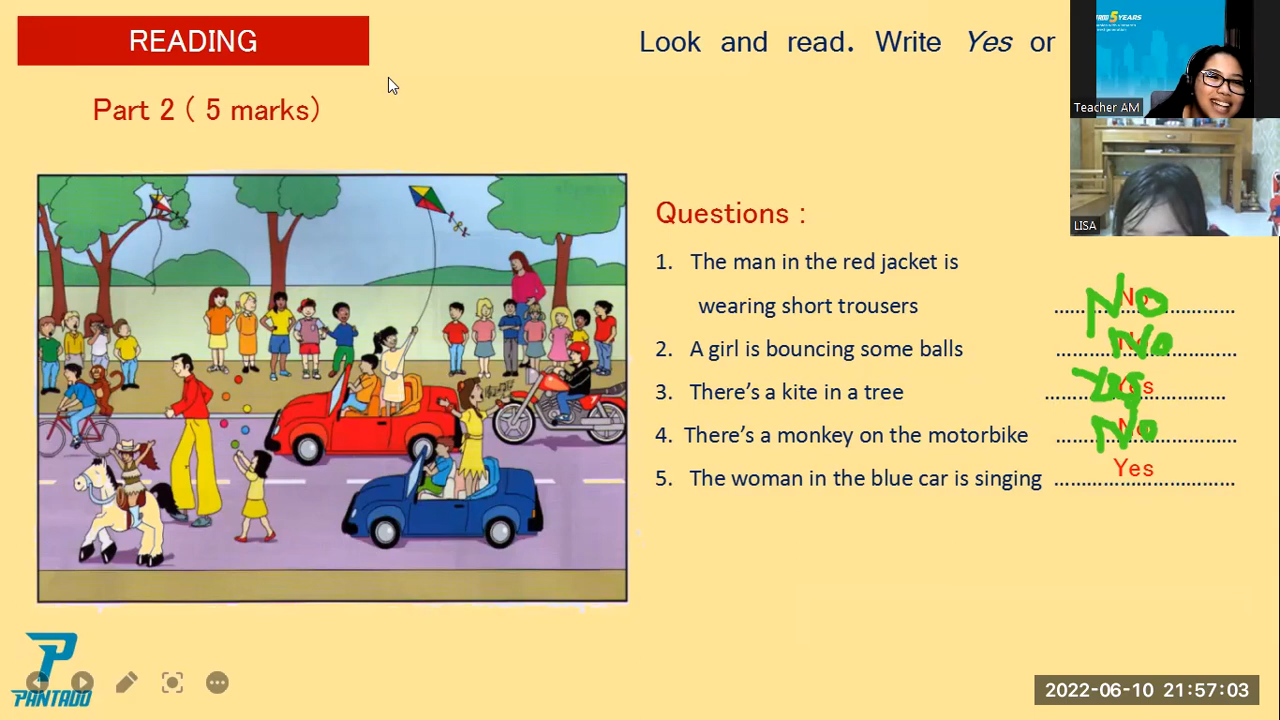 READING
Look and read. Write Yes or
Part 2 ( 5 marks)
5 YEARS
Teacher AM
LISA
Questions :
1. The man in the red jacket is
wearing short trousers ........................... No No
2. A girl is bouncing some balls ........................... No No
3. There's a kite in a tree ........................... Yes Yes
4. There's a monkey on the motorbike ........................... No No
5. The woman in the blue car is singing ........................... Yes
PANTADO
2022-06-10 21:57:03